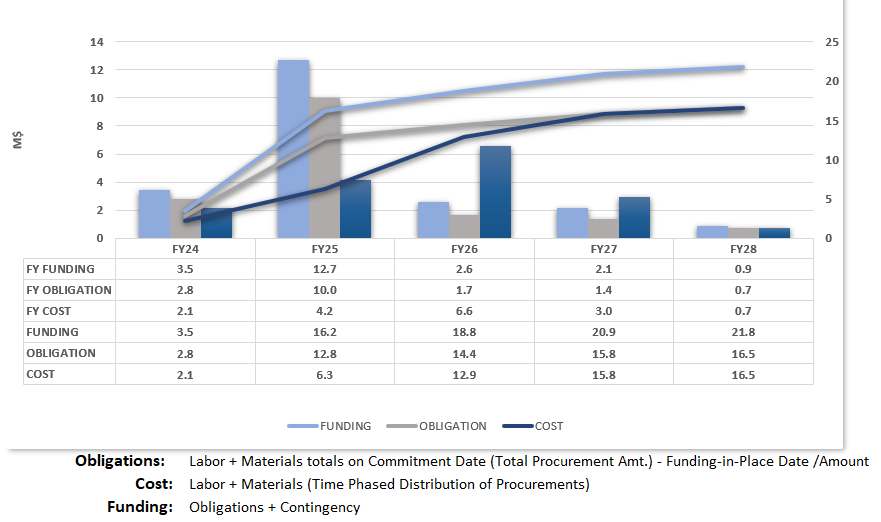 14 25
12 20
10
8 15
6 10
4
2 5
0 0
M$
FY24 FY25 FY26 FY27 FY28
FY FUNDING 3.5 12.7 2.6 2.1 0.9
FY OBLIGATION 2.8 10.0 1.7 1.4 0.7
FY COST 2.1 4.2 6.6 3.0 0.7
FUNDING 3.5 16.2 18.8 20.9 21.8
OBLIGATION 2.8 12.8 14.4 15.8 16.5
COST 2.1 6.3 12.9 15.8 16.5
FUNDING OBLIGATION COST
Obligations: Labor + Materials totals on Commitment Date (Total Procurement Amt.) - Funding-in-Place Date /Amount
Cost: Labor + Materials (Time Phased Distribution of Procurements)
Funding: Obligations + Contingency